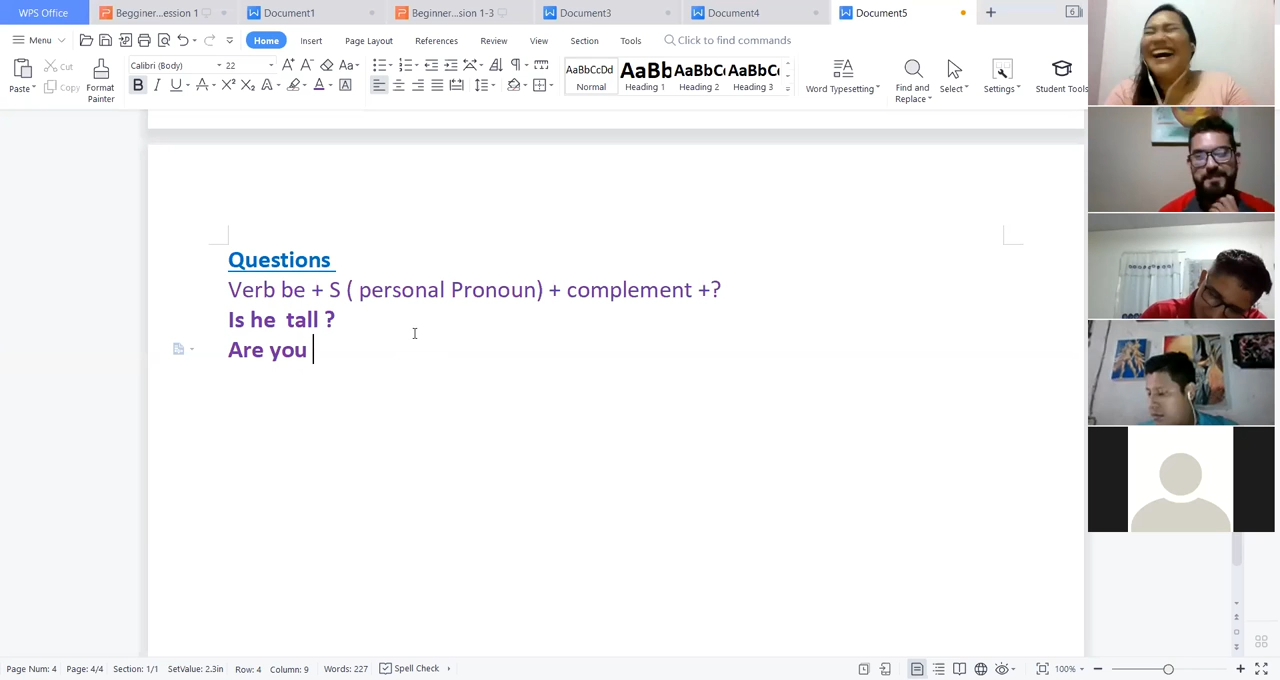 WPS Office Begginer...ession 1 Document1 Beginner...sion 1-3 Document3 Document4 Document5 6
Menu Home Insert Page Layout References Review View Section Tools Click to find commands
Paste Cut Copy Format Painter Calibri (Body) 22 AaBbCcDd Normal AaBb Heading 1 AaBbC Heading 2 AaBbC Heading 3 Word Typesetting Find and Replace Select Settings Student Tools
Questions
Verb be + S ( personal Pronoun) + complement +?
Is he  tall ?
Are you
Page Num: 4 Page: 4/4 Section: 1/1 SetValue: 2.3in Row: 4 Column: 9 Words: 227 Spell Check 100%